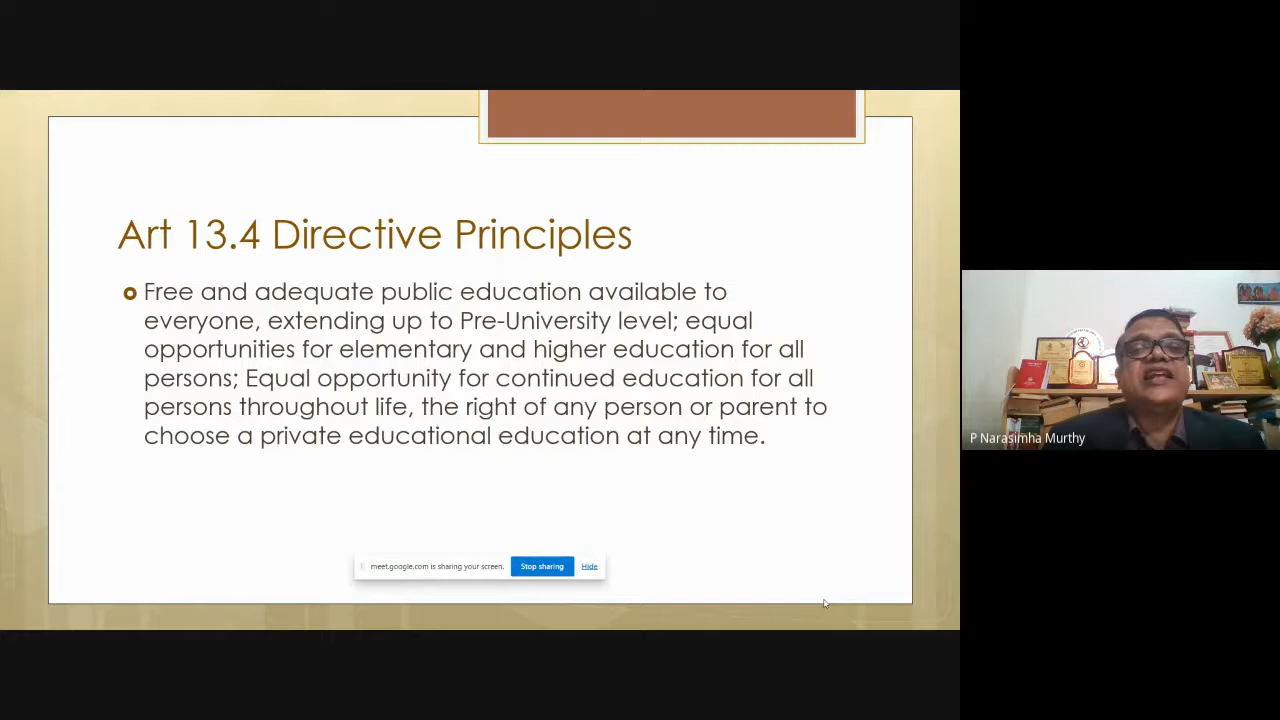 Art 13.4 Directive Principles
Free and adequate public education available to
everyone, extending up to Pre-University level; equal
opportunities for elementary and higher education for all
persons; Equal opportunity for continued education for all
persons throughout life, the right of any person or parent to
choose a private educational education at any time.
meet.google.com is sharing your screen. Stop sharing Hide
P Narasimha Murthy